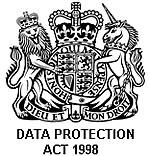 DIEU ET MON DROIT
DATA PROTECTION
ACT 1998